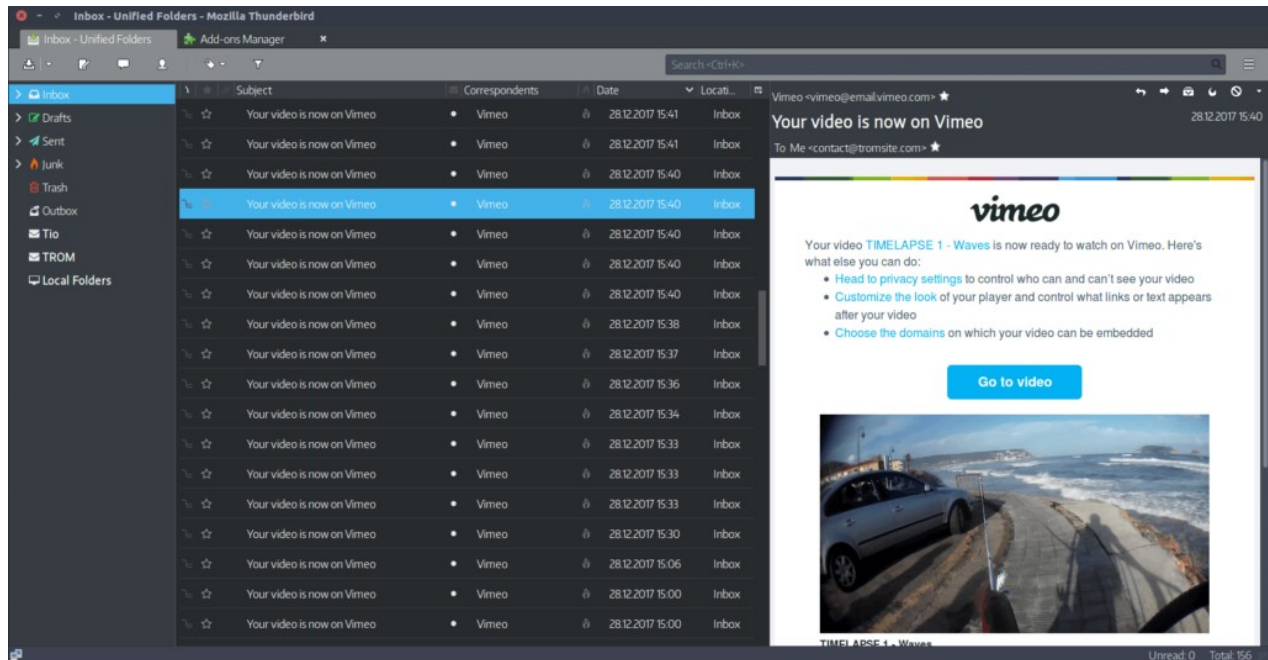 Inbox - Unified Folders - Mozilla Thunderbird
Inbox - Unified Folders
Add-ons Manager
Search <Ctrl+K>
Inbox
Drafts
Sent
Junk
Trash
Outbox
Tio
TROM
Local Folders
Subject Correspondents Date Locati...
Your video is now on Vimeo Vimeo 28.12.2017 15:41 Inbox
Your video is now on Vimeo Vimeo 28.12.2017 15:41 Inbox
Your video is now on Vimeo Vimeo 28.12.2017 15:40 Inbox
Your video is now on Vimeo Vimeo 28.12.2017 15:40 Inbox
Your video is now on Vimeo Vimeo 28.12.2017 15:40 Inbox
Your video is now on Vimeo Vimeo 28.12.2017 15:40 Inbox
Your video is now on Vimeo Vimeo 28.12.2017 15:40 Inbox
Your video is now on Vimeo Vimeo 28.12.2017 15:38 Inbox
Your video is now on Vimeo Vimeo 28.12.2017 15:37 Inbox
Your video is now on Vimeo Vimeo 28.12.2017 15:36 Inbox
Your video is now on Vimeo Vimeo 28.12.2017 15:34 Inbox
Your video is now on Vimeo Vimeo 28.12.2017 15:33 Inbox
Your video is now on Vimeo Vimeo 28.12.2017 15:33 Inbox
Your video is now on Vimeo Vimeo 28.12.2017 15:33 Inbox
Your video is now on Vimeo Vimeo 28.12.2017 15:30 Inbox
Your video is now on Vimeo Vimeo 28.12.2017 15:06 Inbox
Your video is now on Vimeo Vimeo 28.12.2017 15:00 Inbox
Your video is now on Vimeo Vimeo 28.12.2017 15:00 Inbox
Vimeo <vimeo@email.vimeo.com>
Your video is now on Vimeo
28.12.2017 15:40
To Me <contact@tromsite.com>
vimeo
Your video TIMELAPSE 1 - Waves is now ready to watch on Vimeo. Here's
what else you can do:
Head to privacy settings to control who can and can't see your video
Customize the look of your player and control what links or text appears
after your video
Choose the domains on which your video can be embedded
Go to video
TIMELAPSE 1 - Waves
Unread: 0 Total: 156